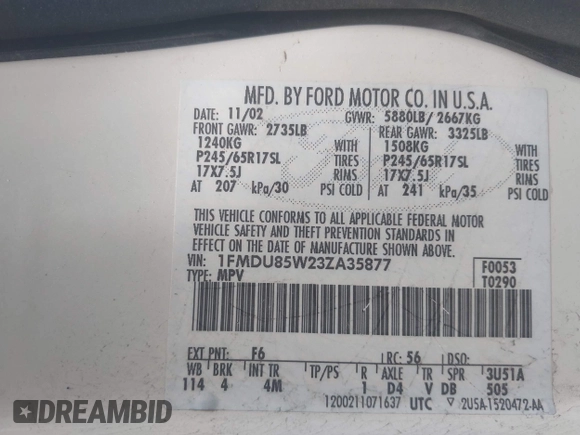 MFD. BY FORD MOTOR CO. IN U.S.A.
DATE: 11/02 GVWR: 5880LB/ 2667KG
FRONT GAWR: 2735LB REAR GAWR: 3325LB
1240KG WITH 1508KG WITH
P245/65R17SL TIRES P245/65R17SL TIRES
17X7.5J RIMS 17X7.5J RIMS
AT 207 kPa/30 PSI COLD AT 241 kPa/35 PSI COLD
THIS VEHICLE CONFORMS TO ALL APPLICABLE FEDERAL MOTOR
VEHICLE SAFETY AND THEFT PREVENTION STANDARDS IN
EFFECT ON THE DATE OF MANUFACTURE SHOWN ABOVE.
VIN: 1FMDU85W23ZA35877 F0053
TYPE: MPV T0290
EXT PNT: F6 RC: 56 DSO:
WB BRK INT TR TP/PS R AXLE TR SPR 3U51A
114 4 4M 1 D4 V DB 505
1200211071637 UTC ▽ 2U5A-1520472-AA
DREAMBID